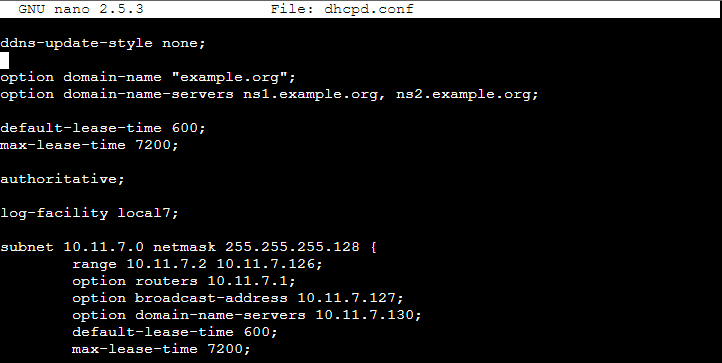 GNU nano 2.5.3 File: dhcpd.conf
ddns-update-style none;
option domain-name "example.org";
option domain-name-servers ns1.example.org, ns2.example.org;
default-lease-time 600;
max-lease-time 7200;
authoritative;
log-facility local7;
subnet 10.11.7.0 netmask 255.255.255.128 {
range 10.11.7.2 10.11.7.126;
option routers 10.11.7.1;
option broadcast-address 10.11.7.127;
option domain-name-servers 10.11.7.130;
default-lease-time 600;
max-lease-time 7200;